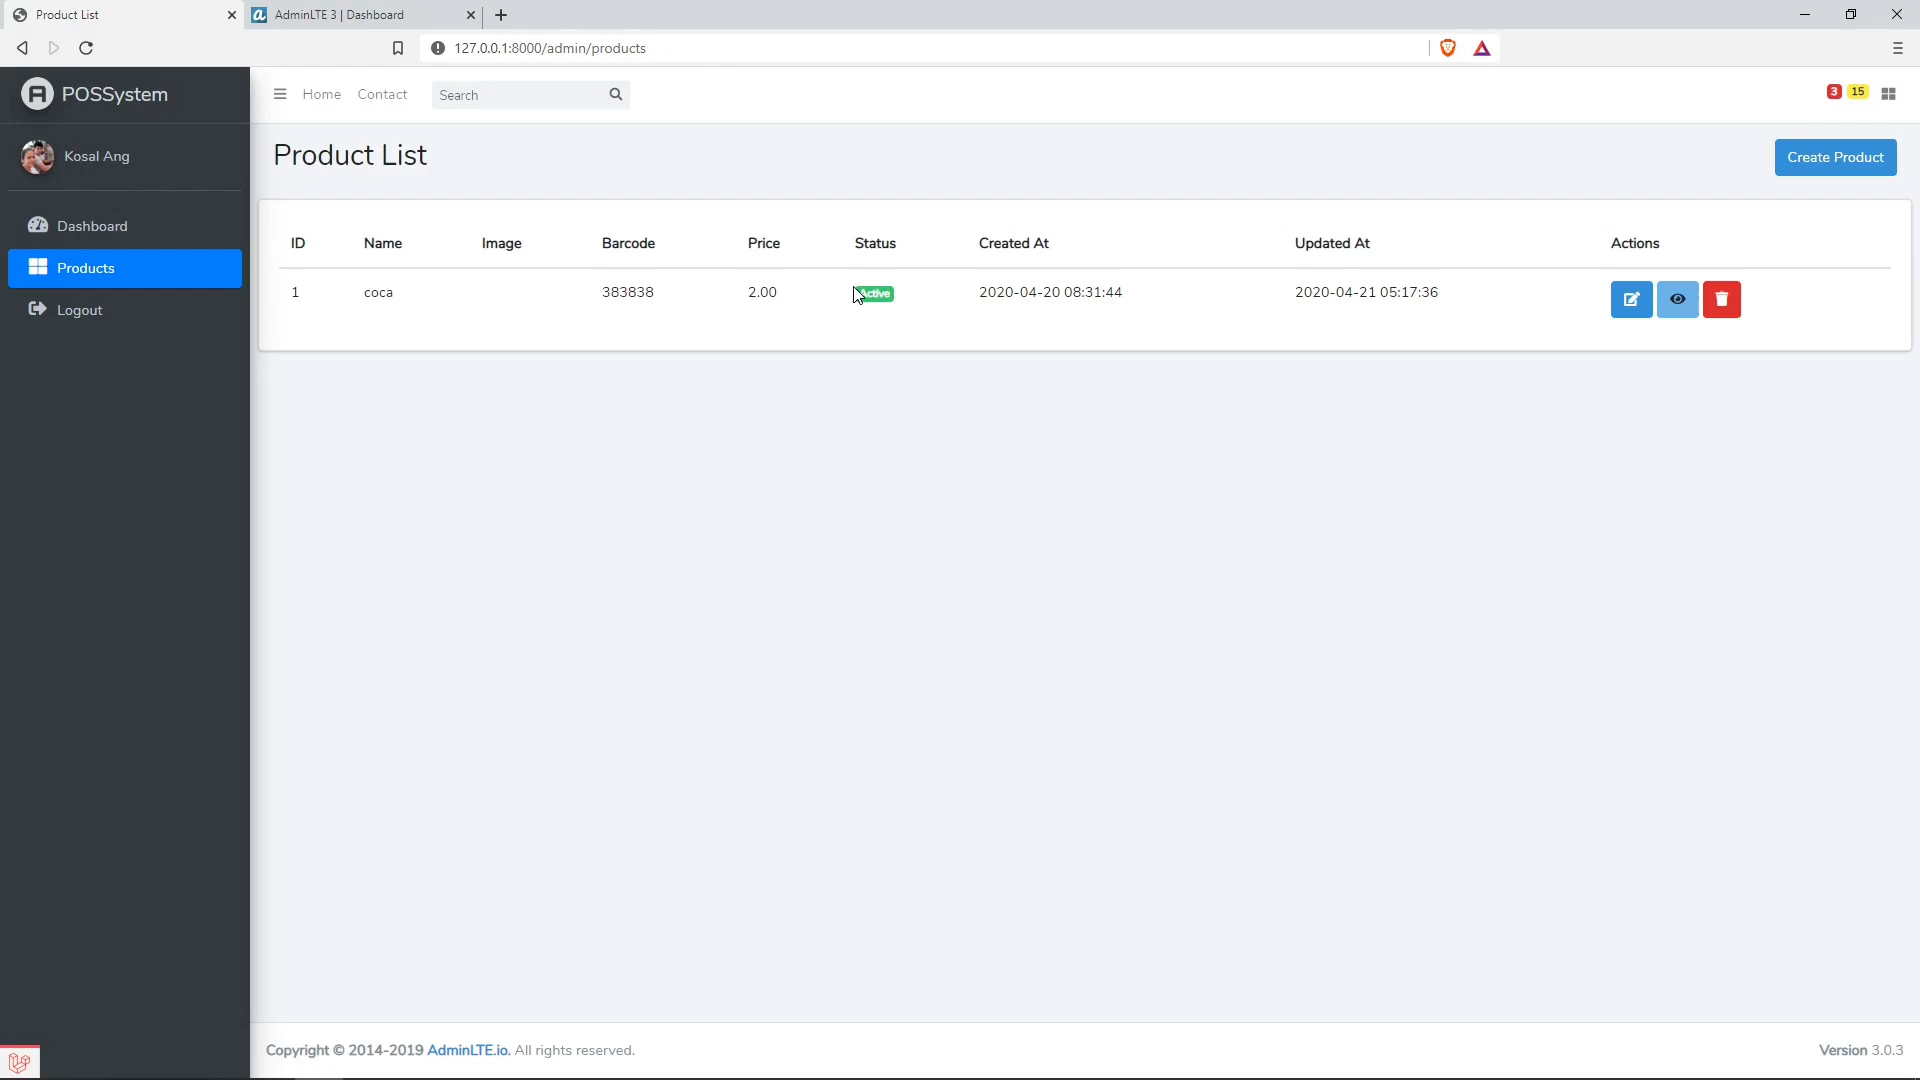 Product List
AdminLTE 3 | Dashboard
127.0.0.1:8000/admin/products
POSSystem
Home Contact Search
3 15
Kosal Ang
Product List
Create Product
Dashboard
Products
Logout
ID Name Image Barcode Price Status Created At Updated At Actions
1 coca 383838 2.00 Active 2020-04-20 08:31:44 2020-04-21 05:17:36
Copyright © 2014-2019 AdminLTE.io. All rights reserved.
Version 3.0.3